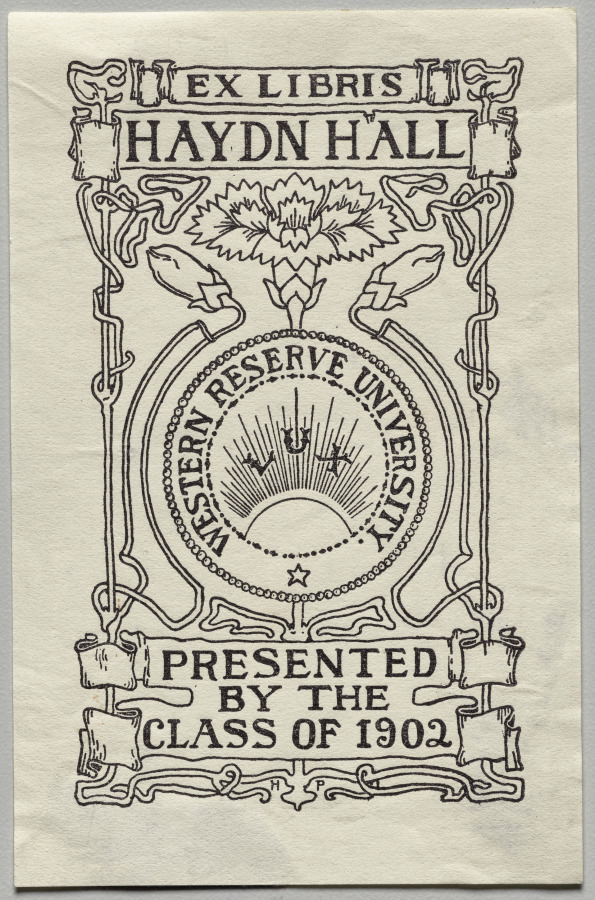 EX LIBRIS
HAYDN HALL
WESTERN RESERVE UNIVERSITY.
LUX
PRESENTED
BY THE
CLASS OF 1902
H P